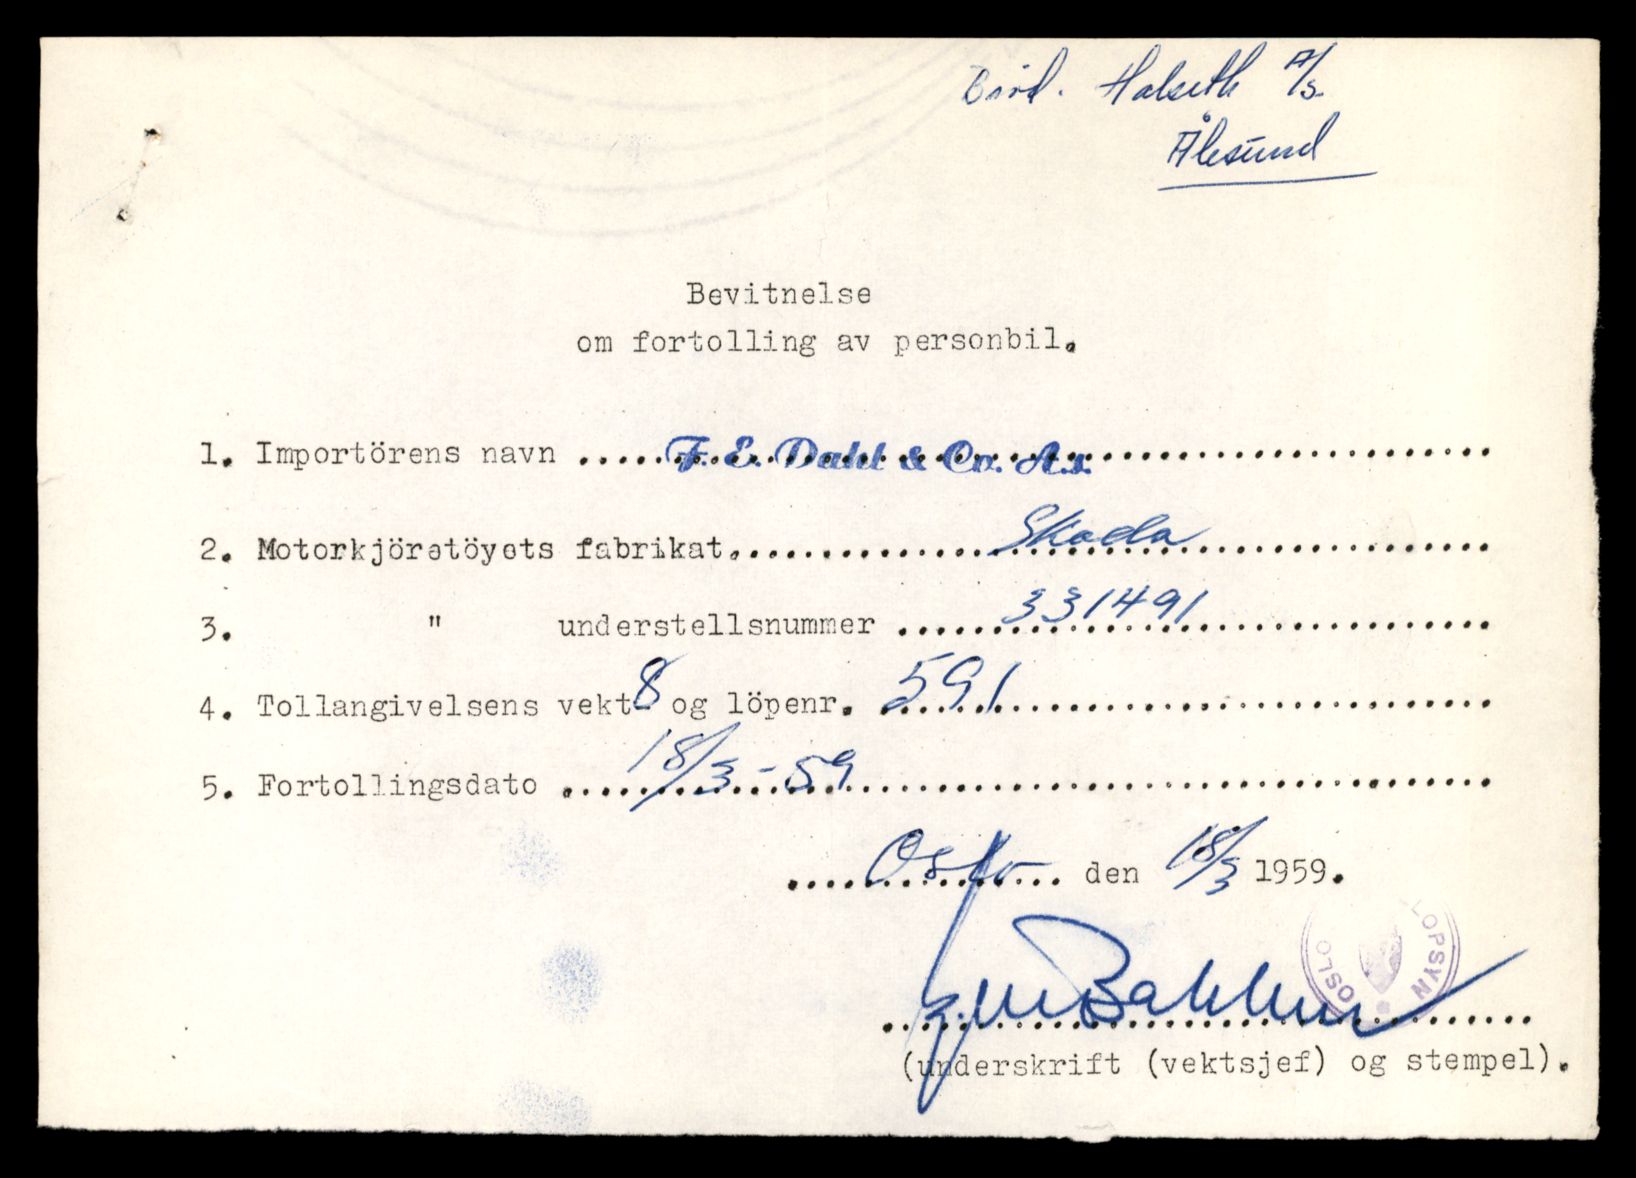 Brd. Halseth A/s.
Ålesund
Bevitnelse
om fortolling av personbil.
1. Importörens navn ..... F. E. Dahl & Co. A.s. .....
2. Motorkjöretöyets fabrikat ..... Skoda .....
3. " understellsnummer ..... 331491 .....
4. Tollangivelsens vekt- 8 og löpenr. 591 .....
5. Fortollingsdato ..... 18/3-59 .....
Oslo den 18/3 1959.
OSLO OPSYN
(underskrift (vektsjef) og stempel).